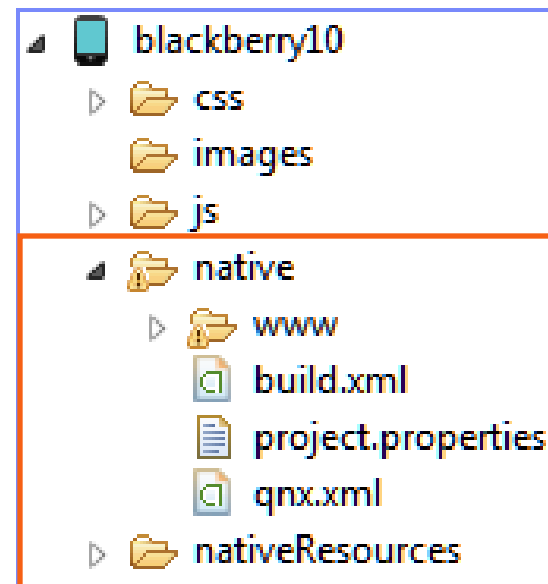 blackberry10
css
images
js
native
www
build.xml
project.properties
qnx.xml
nativeResources